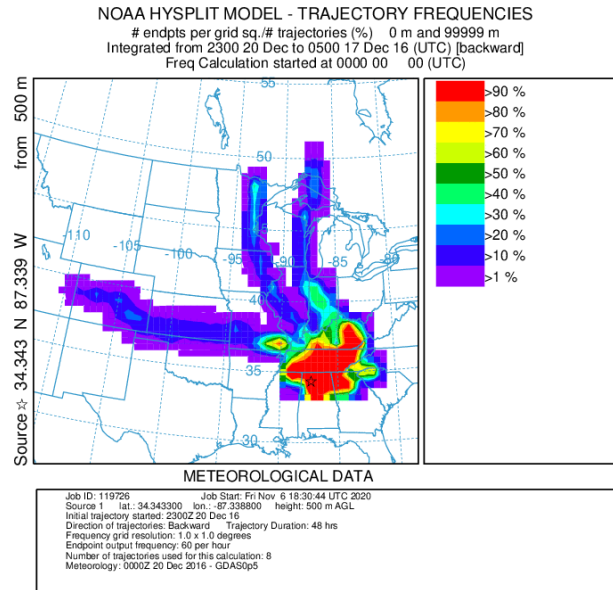 NOAA HYSPLIT MODEL - TRAJECTORY FREQUENCIES
# endpts per grid sq./# trajectories (%) 0 m and 99999 m
Integrated from 2300 20 Dec to 0500 17 Dec 16 (UTC) [backward]
Freq Calculation started at 0000 00 00 (UTC)
Source ☆ 34.343 N 87.339 W from 500 m
55
50
-110
-105
-100
-95
-90
-85
-80
45
40
35
30
>90 %
>80 %
>70 %
>60 %
>50 %
>40 %
>30 %
>20 %
>10 %
>1 %
METEOROLOGICAL DATA
Job ID: 119726 Job Start: Fri Nov 6 18:30:44 UTC 2020
Source 1 lat.: 34.343300 lon.: -87.338800 height: 500 m AGL
Initial trajectory started: 2300Z 20 Dec 16
Direction of trajectories: Backward Trajectory Duration: 48 hrs
Frequency grid resolution: 1.0 x 1.0 degrees
Endpoint output frequency: 60 per hour
Number of trajectories used for this calculation: 8
Meteorology: 0000Z 20 Dec 2016 - GDAS0p5